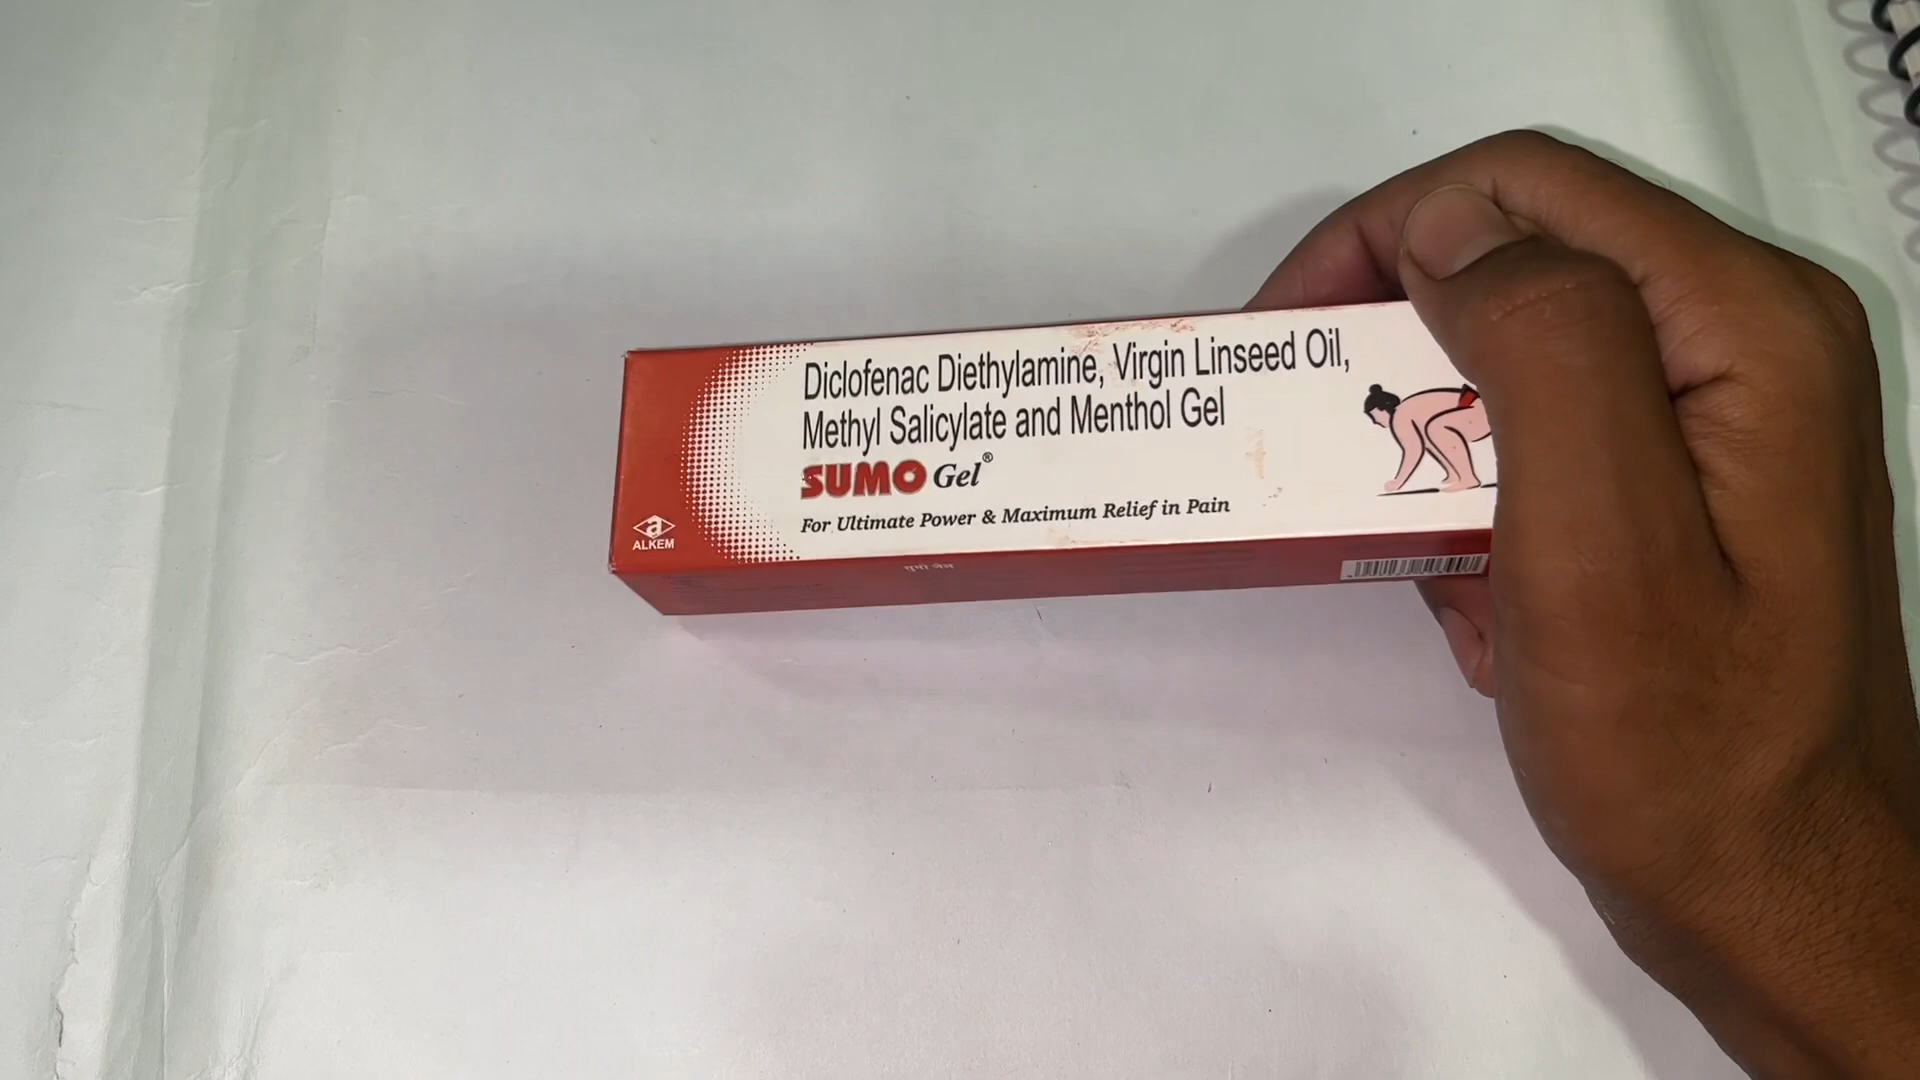 Diclofenac Diethylamine, Virgin Linseed Oil,
Methyl Salicylate and Menthol Gel
SUMO Gel®
For Ultimate Power & Maximum Relief in Pain
a
ALKEM
सुमो जेल